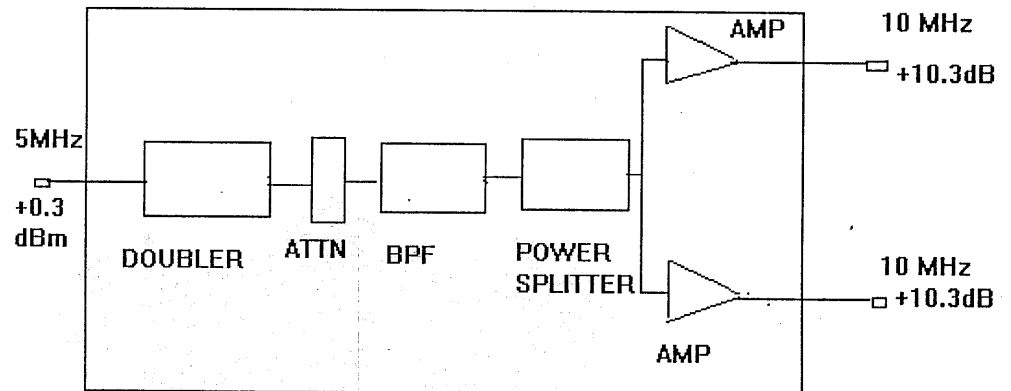 AMP
10 MHz
+10.3dB
5MHz
+0.3
dBm
DOUBLER
ATTN
BPF
POWER
SPLITTER
10 MHz
+10.3dB
AMP